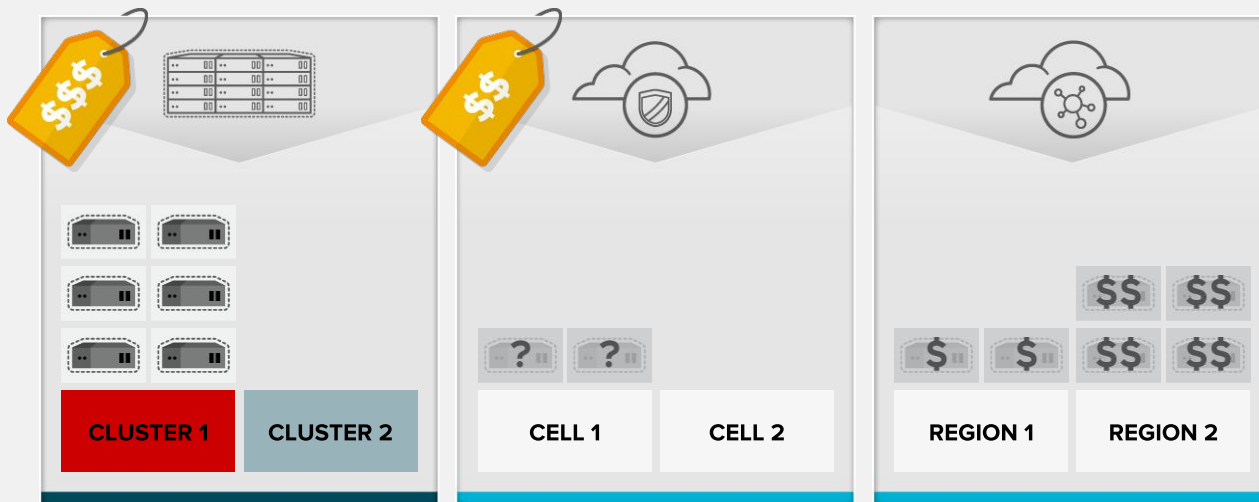 $$$
$$
$$ $$
? ? $ $ $$ $$
CLUSTER 1 CLUSTER 2 CELL 1 CELL 2 REGION 1 REGION 2